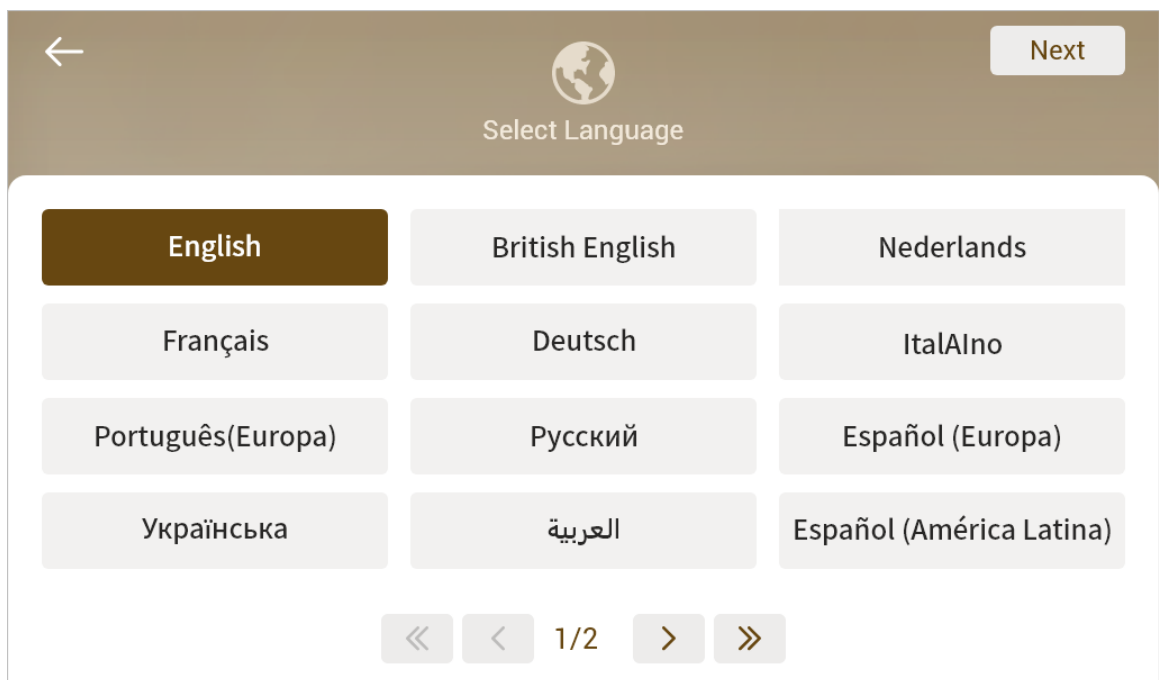 Next
Select Language
English
British English
Nederlands
Français
Deutsch
ItalAIno
Português(Europa)
Русский
Español (Europa)
Українська
العربية
Español (América Latina)
1/2